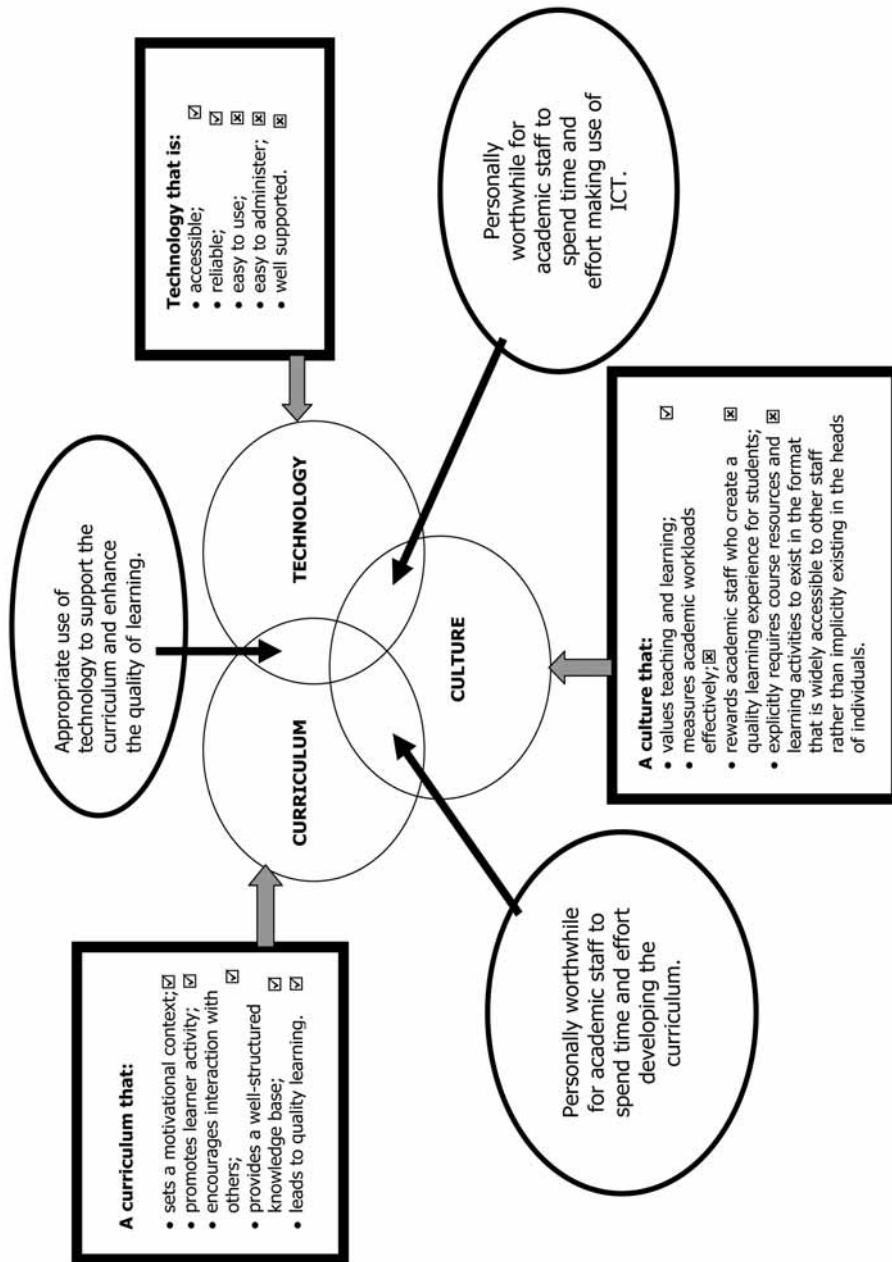 A curriculum that:
• sets a motivational context;☑
• promotes learner activity; ☑
• encourages interaction with
others; ☑
• provides a well-structured
knowledge base; ☑
• leads to quality learning. ☑
Appropriate use of
technology to support the
curriculum and enhance
the quality of learning.
Technology that is:
• accessible; ☑
• reliable; ☑
• easy to use; ☒
• easy to administer; ☒
• well supported. ☒
CURRICULUM
TECHNOLOGY
CULTURE
Personally worthwhile
for academic staff to
spend time and effort
developing the
curriculum.
A culture that:
• values teaching and learning; ☑
• measures academic workloads
effectively;☒
• rewards academic staff who create a ☒
quality learning experience for students;
• explicitly requires course resources and ☒
learning activities to exist in the format
that is widely accessible to other staff
rather than implicitly existing in the heads
of individuals.
Personally
worthwhile for
academic staff to
spend time and
effort making use of
ICT.